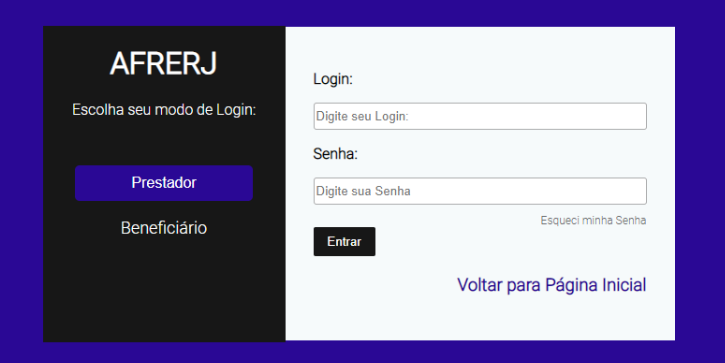 AFRERJ
Escolha seu modo de Login:
Prestador
Beneficiário
Login:
Digite seu Login:
Senha:
Digite sua Senha
Esqueci minha Senha
Entrar
Voltar para Página Inicial